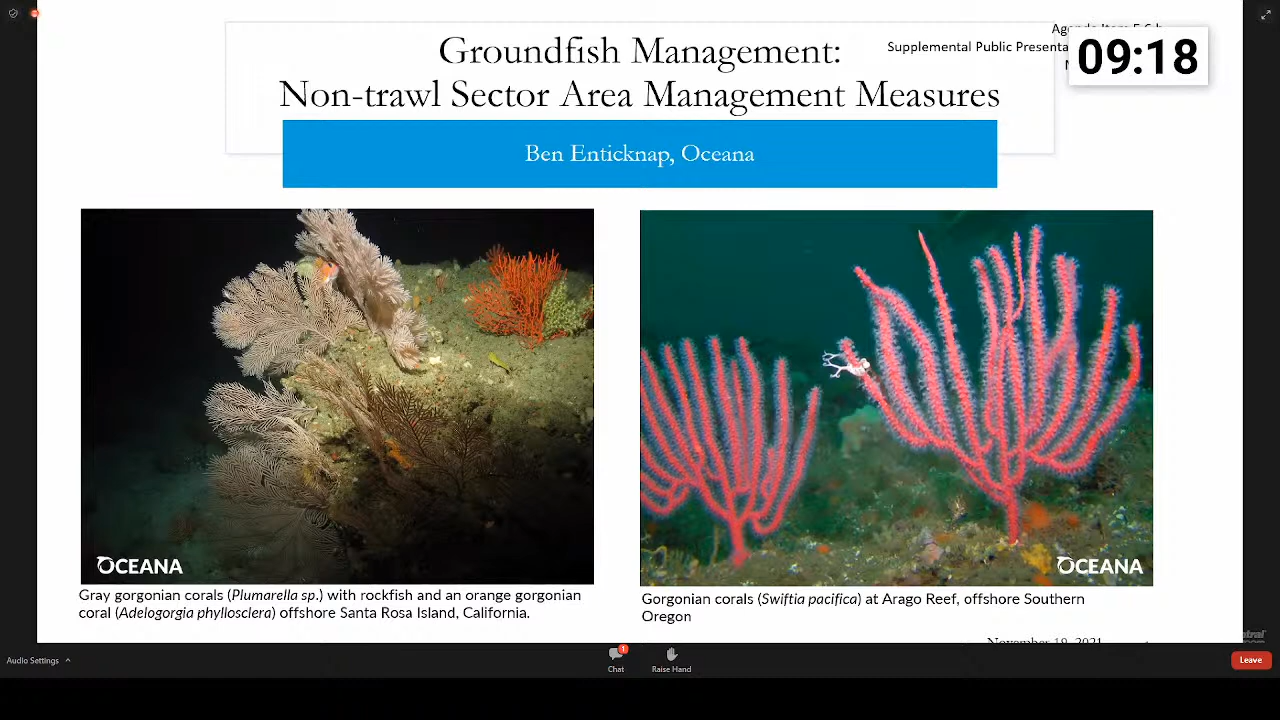 Groundfish Management:
Non-trawl Sector Area Management Measures
Supplemental Public
09:18
Ben Enticknap, Oceana
OCEANA
OCEANA
Gray gorgonian corals (Plumarella sp.) with rockfish and an orange gorgonian
coral (Adelogorgia phyllosclera) offshore Santa Rosa Island, California.
Gorgonian corals (Swiftia pacifica) at Arago Reef, offshore Southern
Oregon
November 19, 2021
Audio Settings
1
Chat
Raise Hand
Leave